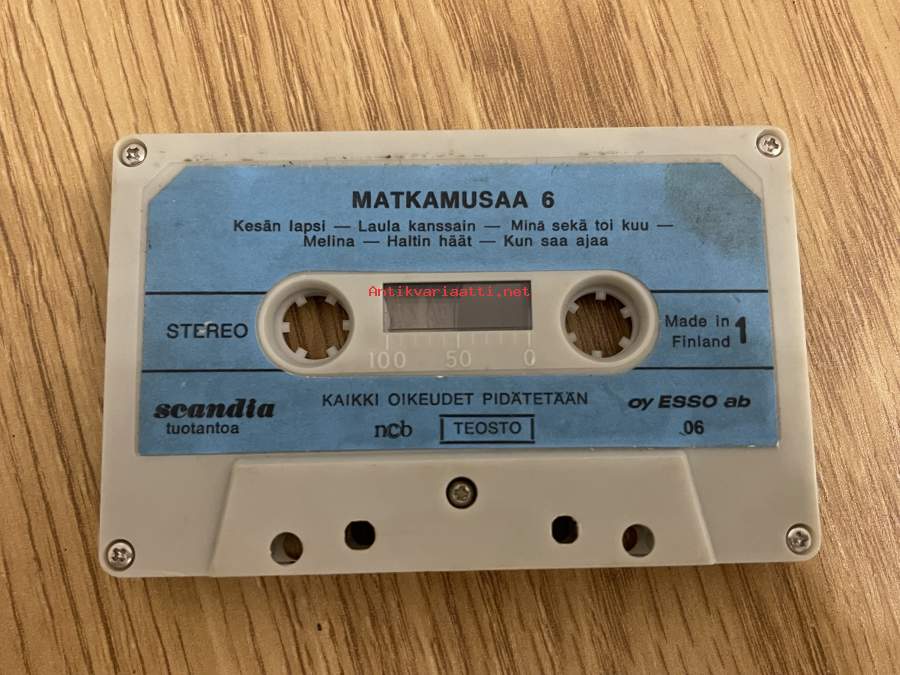 MATKAMUSAA 6
Kesän lapsi — Laula kanssain — Minä sekä toi kuu —
Melina — Haltin häät — Kun saa ajaa
Antikvariaatti.net
STEREO
100 50 0
Made in
Finland
1
scandia
tuotantoa
KAIKKI OIKEUDET PIDÄTETÄÄN
ncb TEOSTO
oy ESSO ab
06